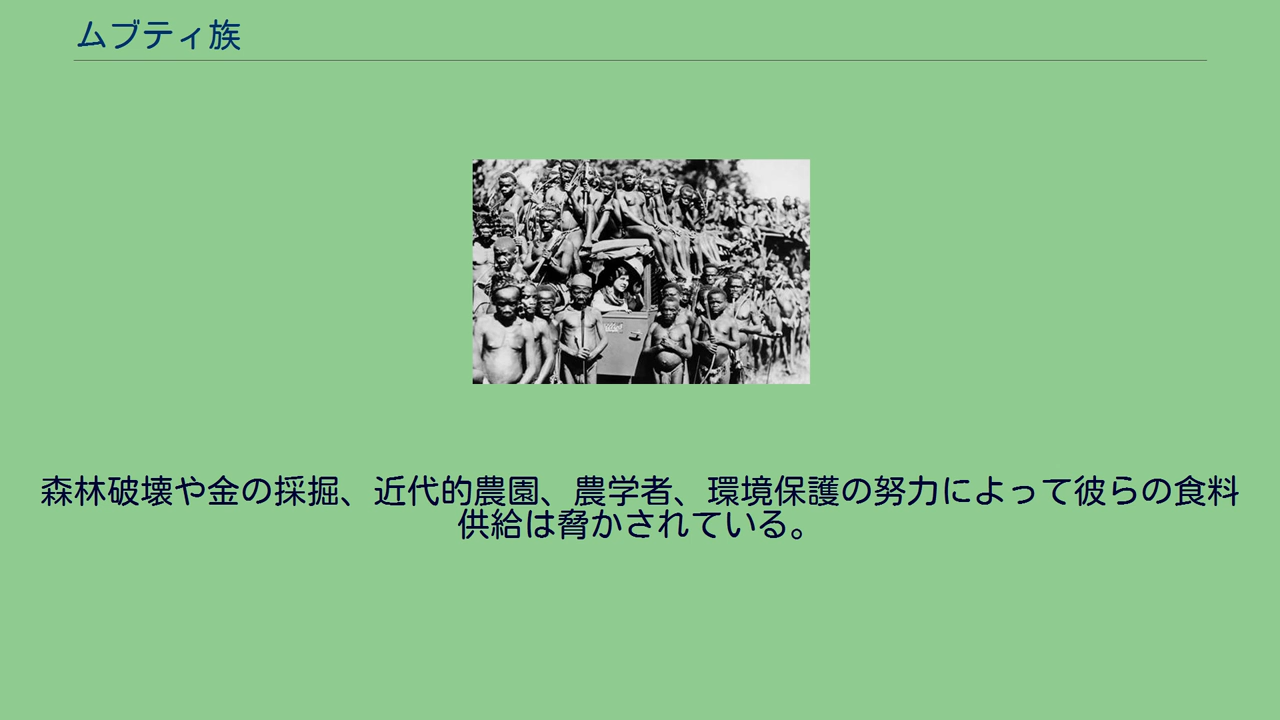 ムブティ族
森林破壊や金の採掘、近代的農園、農学者、環境保護の努力によって彼らの食料
供給は脅かされている。